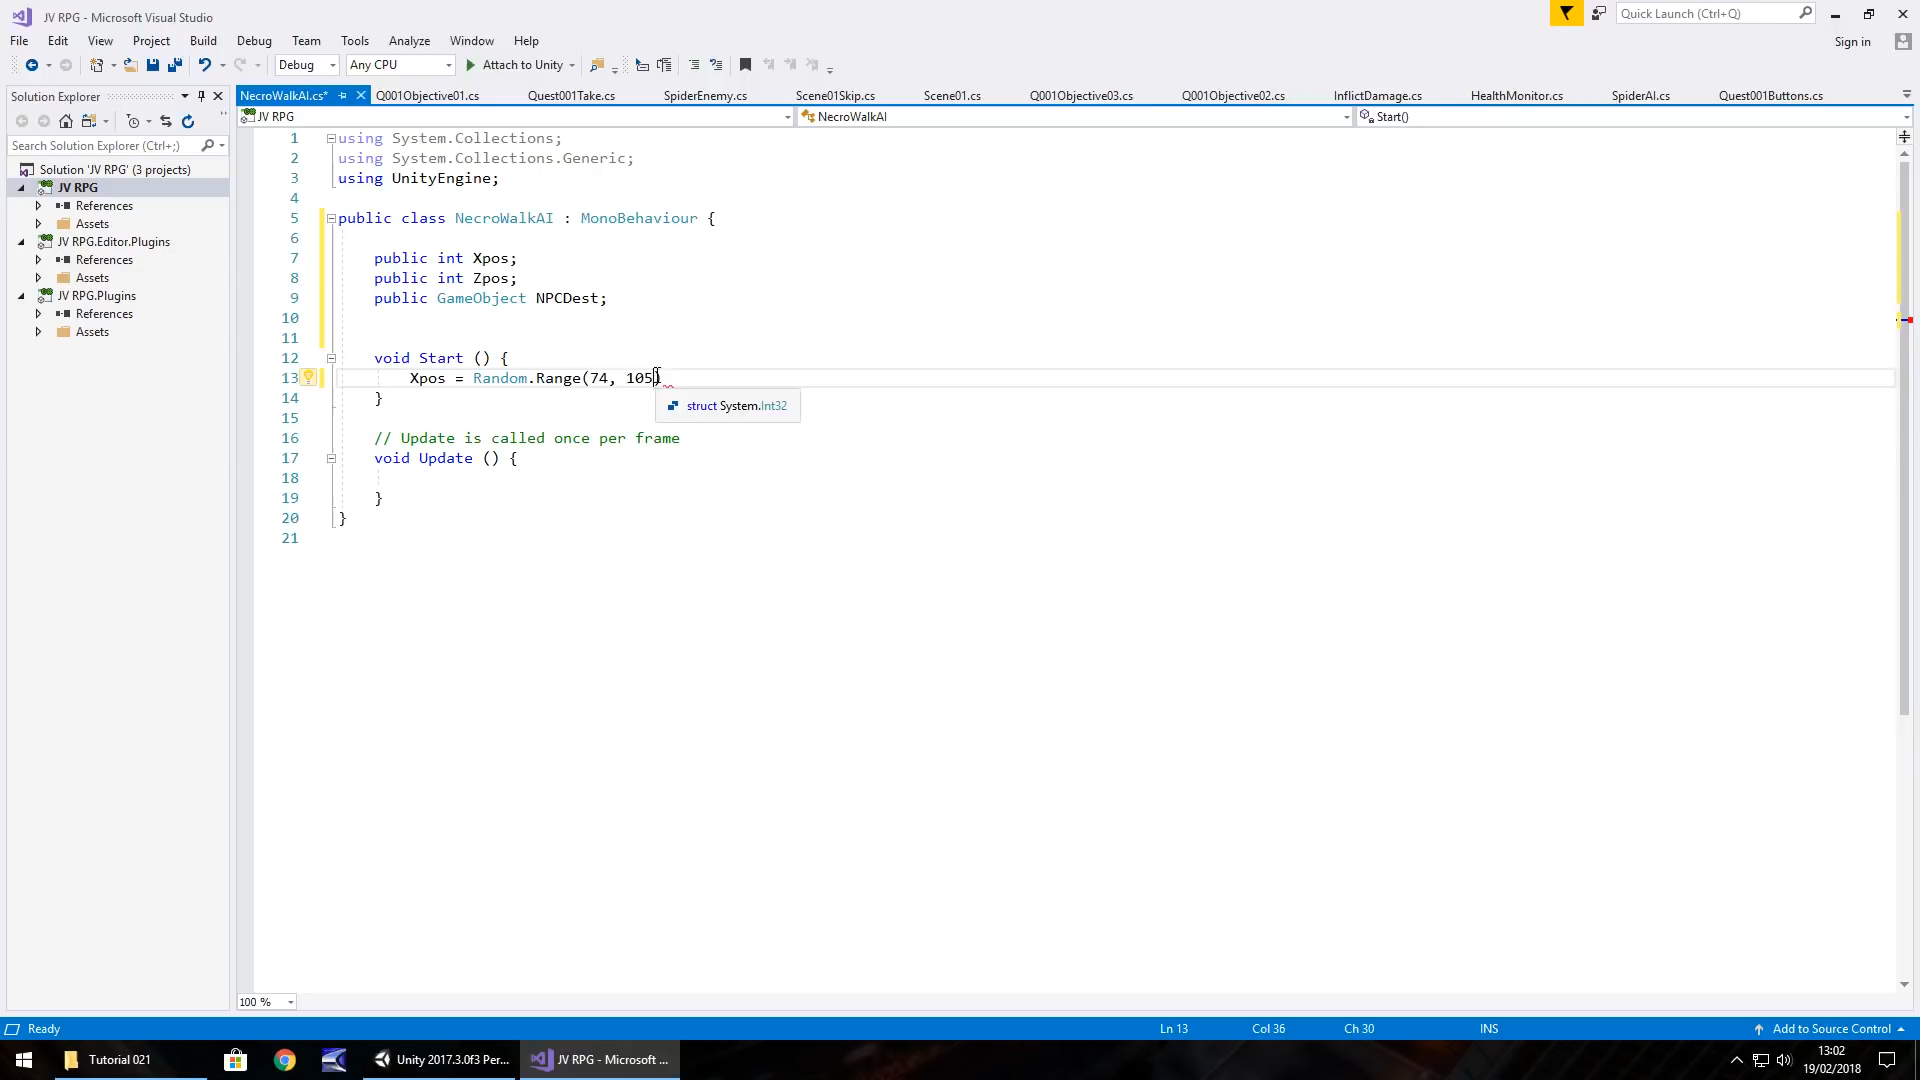 JV RPG - Microsoft Visual Studio
Quick Launch (Ctrl+Q)
File Edit View Project Build Debug Team Tools Analyze Window Help
Sign in
Debug Any CPU Attach to Unity
Solution Explorer
NecroWalkAI.cs* Q001Objective01.cs Quest001Take.cs SpiderEnemy.cs Scene01Skip.cs Scene01.cs Q001Objective03.cs Q001Objective02.cs InflictDamage.cs HealthMonitor.cs SpiderAI.cs Quest001Buttons.cs
JV RPG NecroWalkAI Start()
Search Solution Explorer (Ctrl+;)
Solution 'JV RPG' (3 projects)
JV RPG
References
Assets
JV RPG.Editor.Plugins
References
Assets
JV RPG.Plugins
References
Assets
1 using System.Collections;
2 using System.Collections.Generic;
3 using UnityEngine;
4
5 public class NecroWalkAI : MonoBehaviour {
6
7 public int Xpos;
8 public int Zpos;
9 public GameObject NPCDest;
10
11
12 void Start () {
13 Xpos = Random.Range(74, 105)
struct System.Int32
14 }
15
16 // Update is called once per frame
17 void Update () {
18
19 }
20 }
21
100 %
Ready Ln 13 Col 36 Ch 30 INS Add to Source Control
Tutorial 021 Unity 2017.3.0f3 Per... JV RPG - Microsoft ...
13:02
19/02/2018